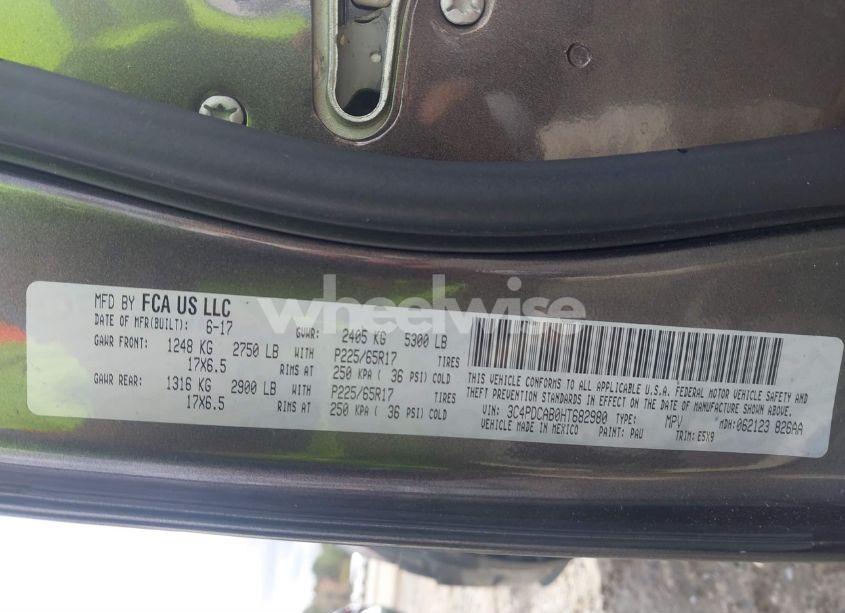 MFD BY FCA US LLC
DATE OF MFR(BUILT): 6-17 GVWR: 2405 KG 5300 LB
GAWR FRONT: 1248 KG 2750 LB WITH P225/65R17 TIRES
17X6.5 RIMS AT 250 KPA ( 36 PSI) COLD
GAWR REAR: 1316 KG 2900 LB WITH P225/65R17 TIRES
17X6.5 RIMS AT 250 KPA ( 36 PSI) COLD
THIS VEHICLE CONFORMS TO ALL APPLICABLE U.S.A. FEDERAL MOTOR VEHICLE SAFETY AND
THEFT PREVENTION STANDARDS IN EFFECT ON THE DATE OF MANUFACTURE SHOWN ABOVE.
VIN: 3C4PDCAB0HT682980 TYPE: MPV MDH: 062123 826AA
VEHICLE MADE IN MEXICO PAINT: PAU TRIM: E5X9
wheelwise